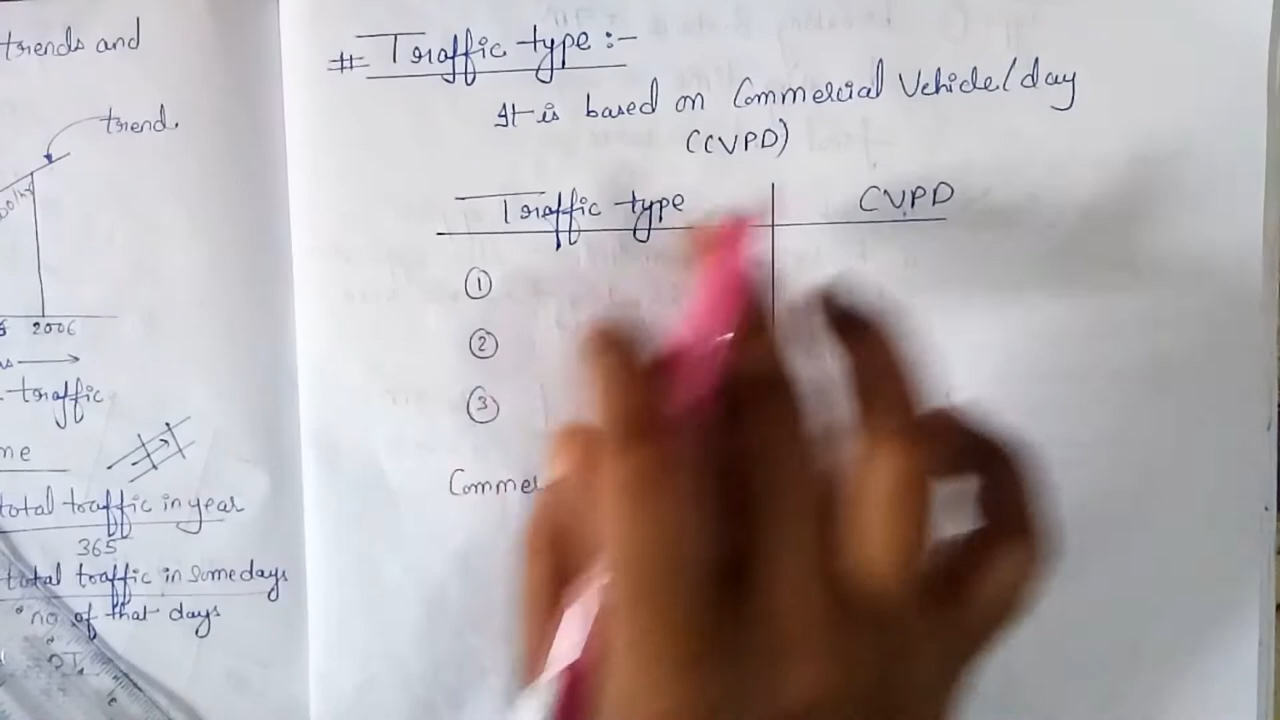 trends and
trend.
2006
traffic
me
total traffic in year
365
total traffic in some days
no of that days
# Traffic type :-
It is based on Commercial Vehicle/day
(CVPD)
Traffic type CVPD
①
②
③
Commer